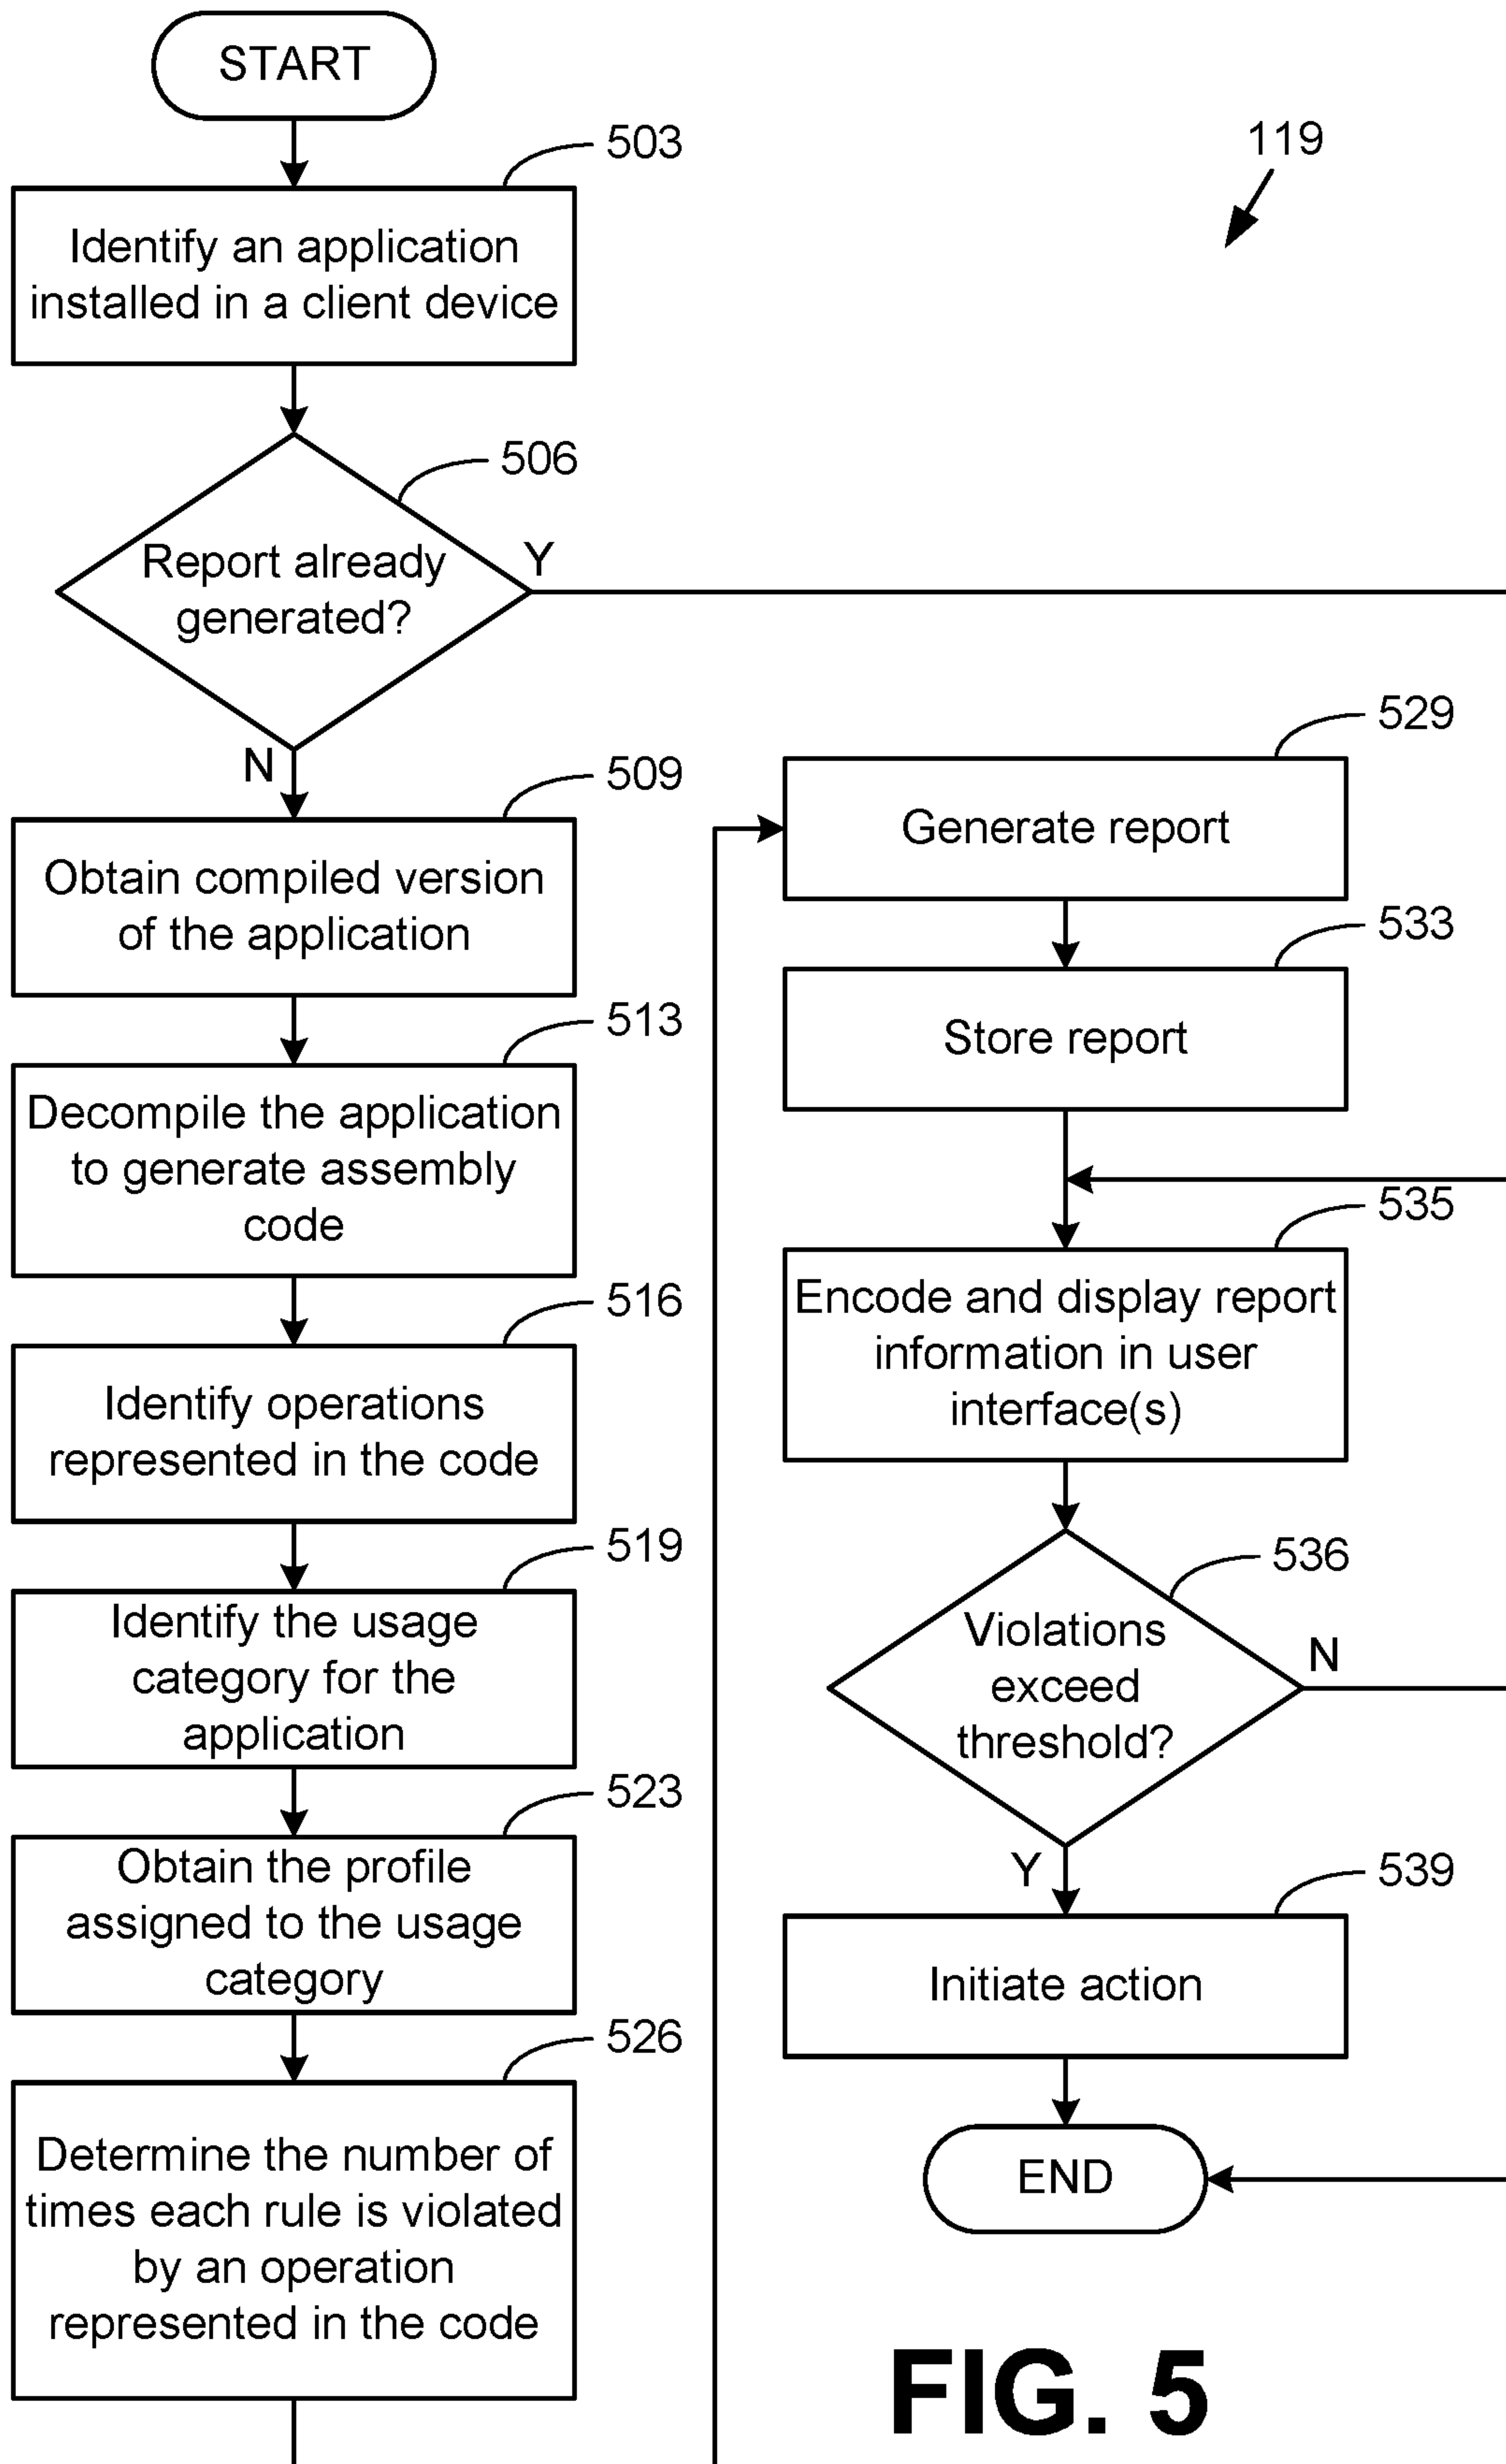 START
503
Identify an application
installed in a client device
119
506
Report already
generated?
Y
N
509
Obtain compiled version
of the application
513
Decompile the application
to generate assembly
code
516
Identify operations
represented in the code
519
Identify the usage
category for the
application
523
Obtain the profile
assigned to the usage
category
526
Determine the number of
times each rule is violated
by an operation
represented in the code
529
Generate report
533
Store report
535
Encode and display report
information in user
interface(s)
536
Violations
exceed
threshold?
N
Y
539
Initiate action
END
FIG. 5